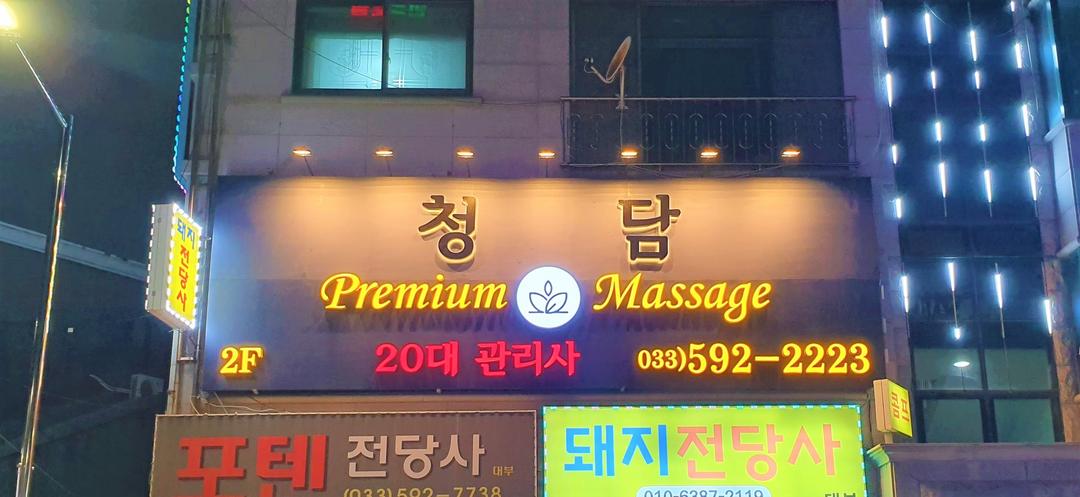 청 담
Premium Massage
2F 20대 관리사 033)592-2223
돼지 전당사
콤프
포텐 전당사 대부
(033)592-7738
돼지전당사
010-6387-2119 대부